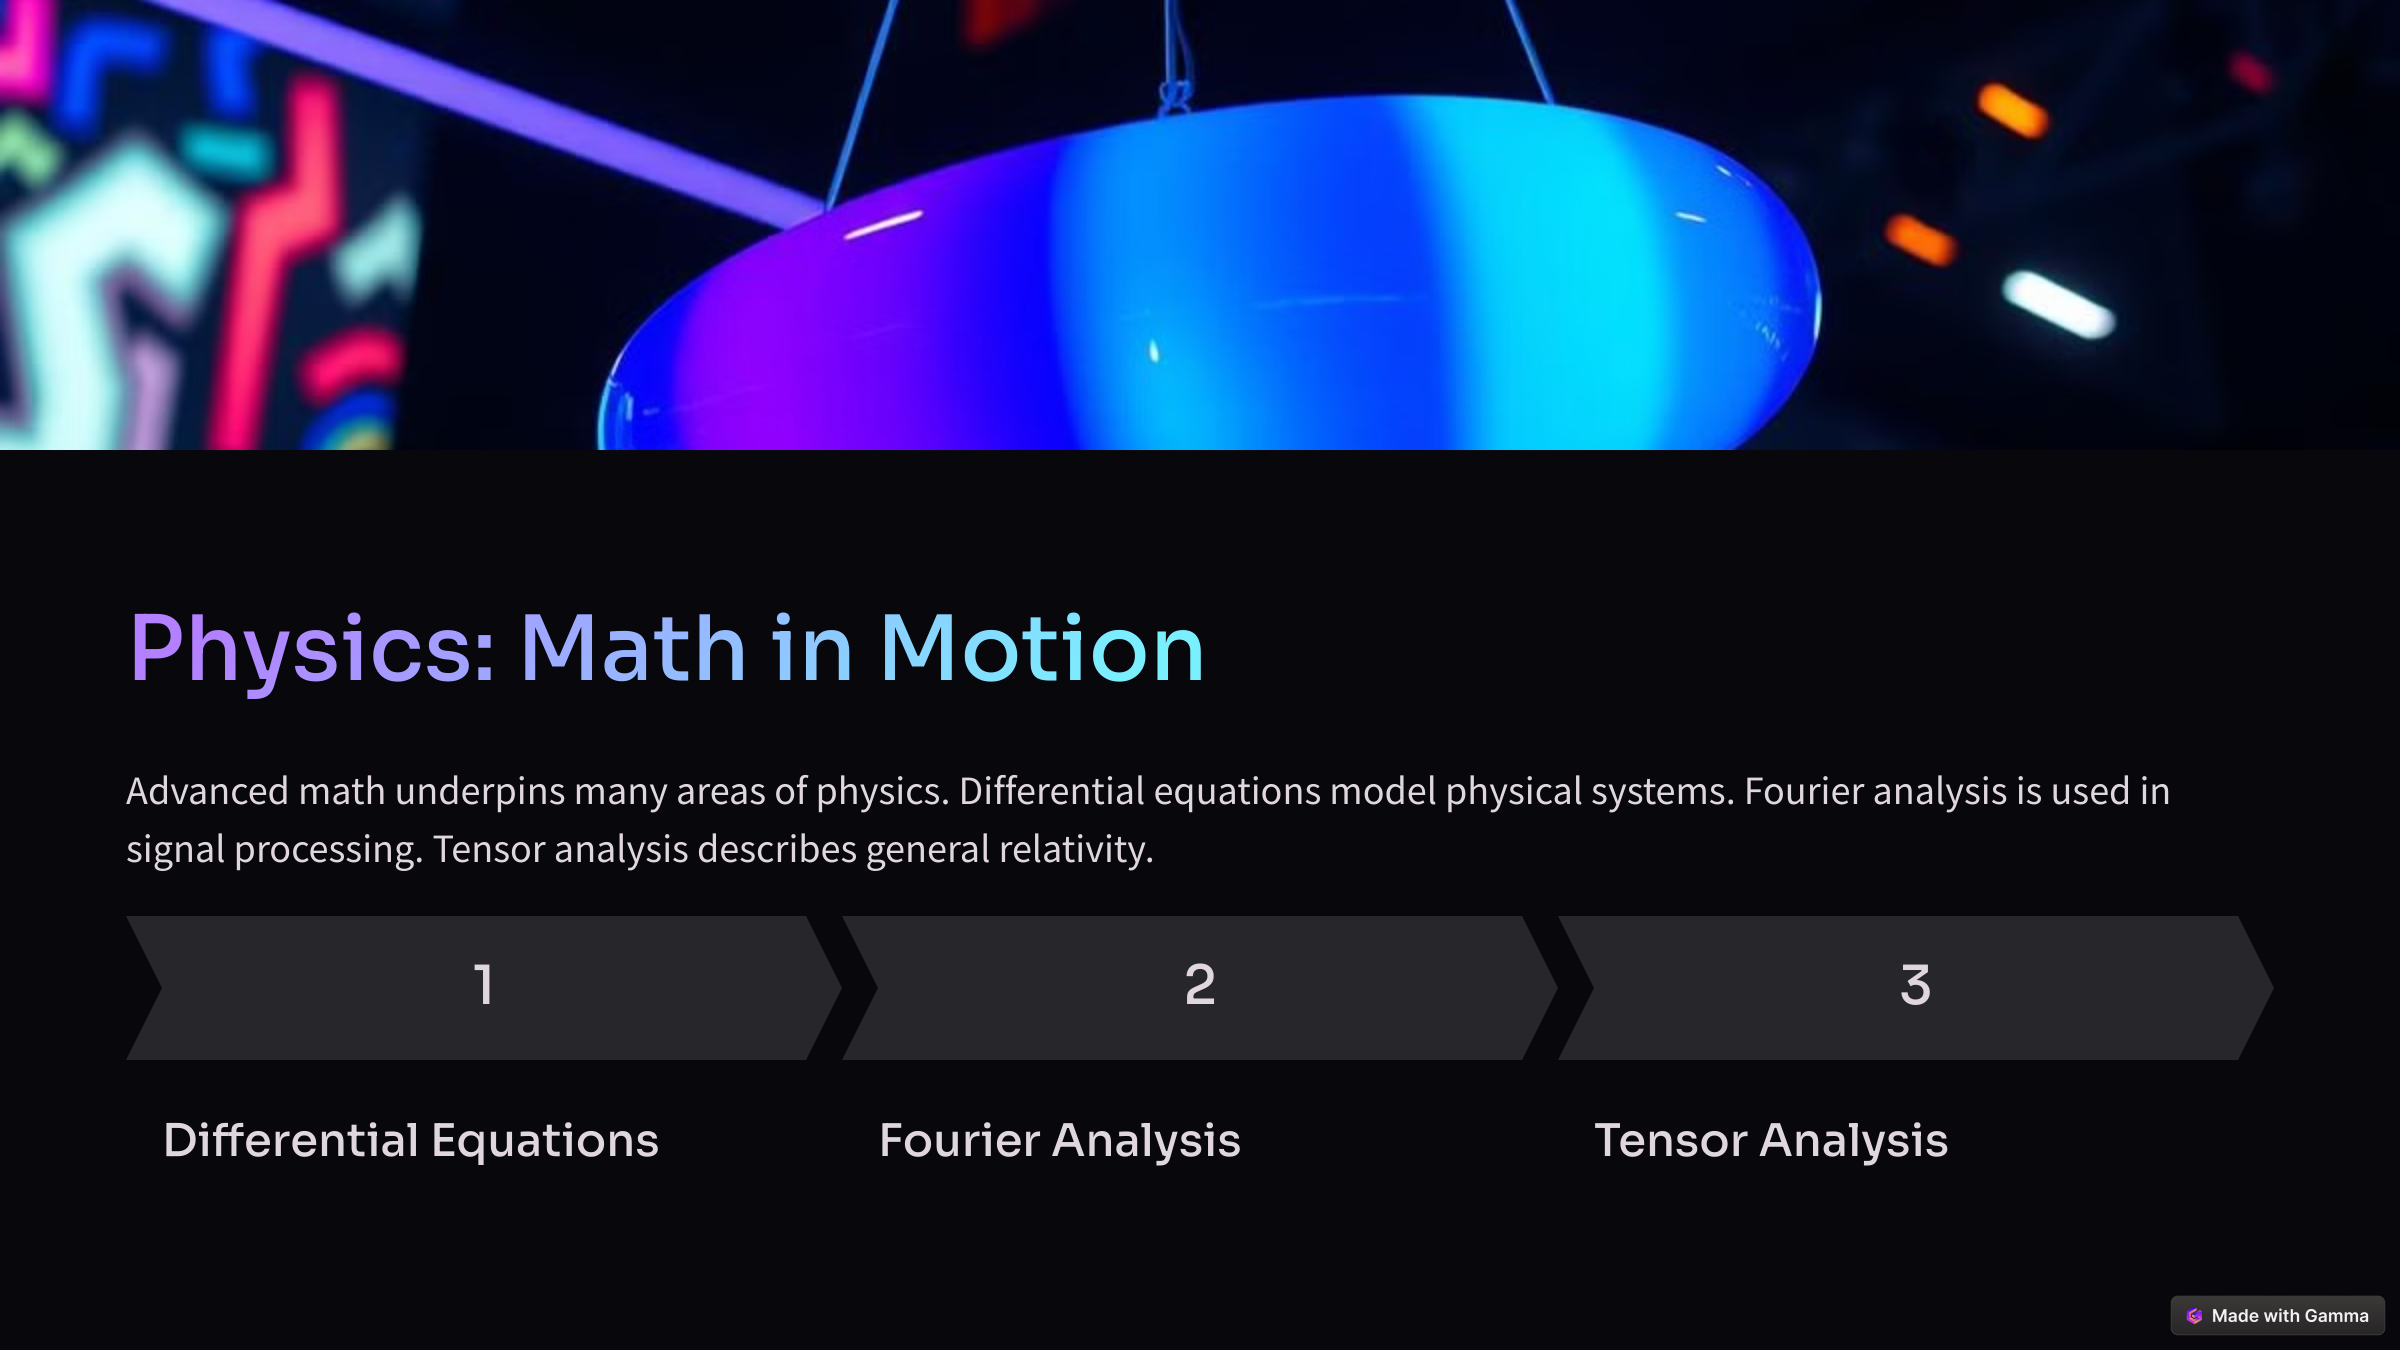 Physics: Math in Motion
Advanced math underpins many areas of physics. Differential equations model physical systems. Fourier analysis is used in
signal processing. Tensor analysis describes general relativity.
1
2
3
Differential Equations
Fourier Analysis
Tensor Analysis
Made with Gamma